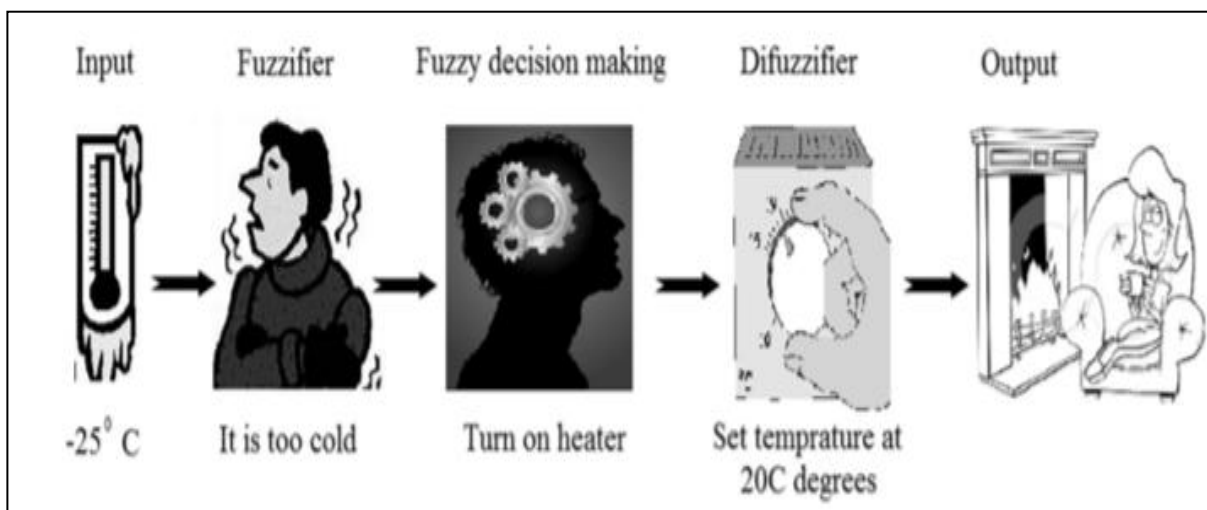 Input Fuzzifier Fuzzy decision making Difuzzifier Output
-25⁰ C It is too cold Turn on heater Set temprature at
20C degrees